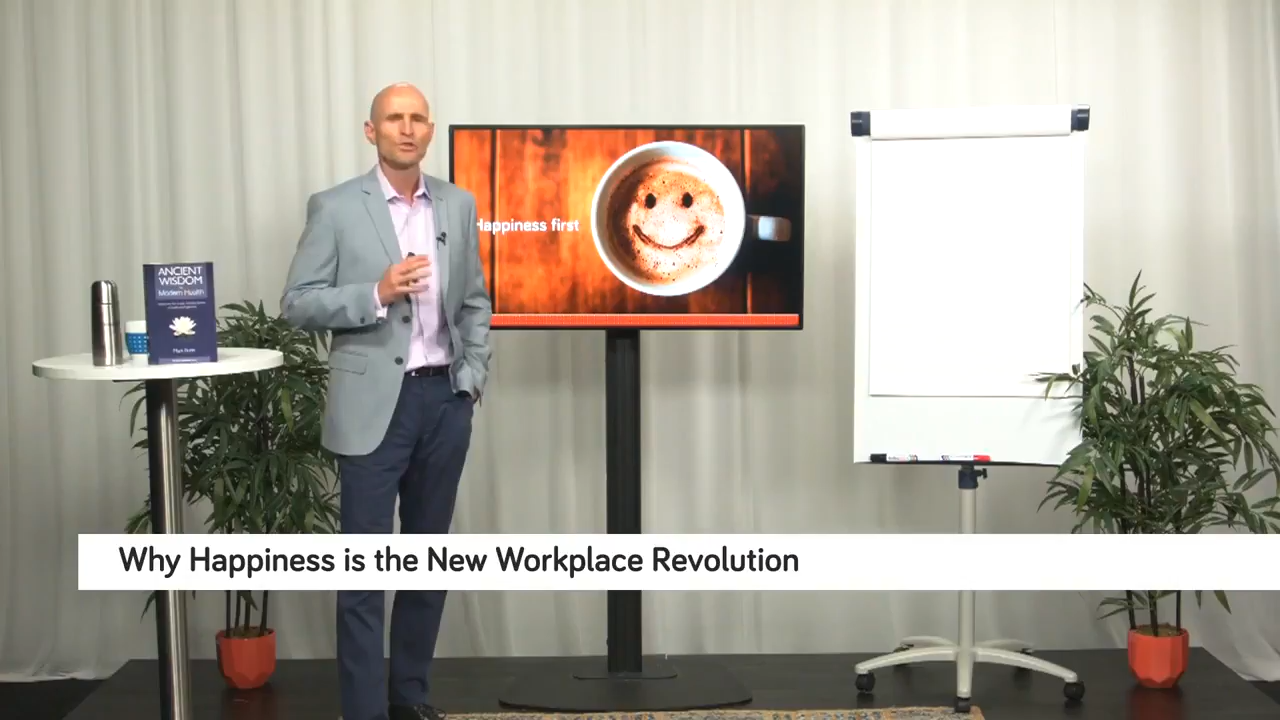 Happiness first
ANCIENT
WISDOM
Modern Health
Why Happiness is the New Workplace Revolution